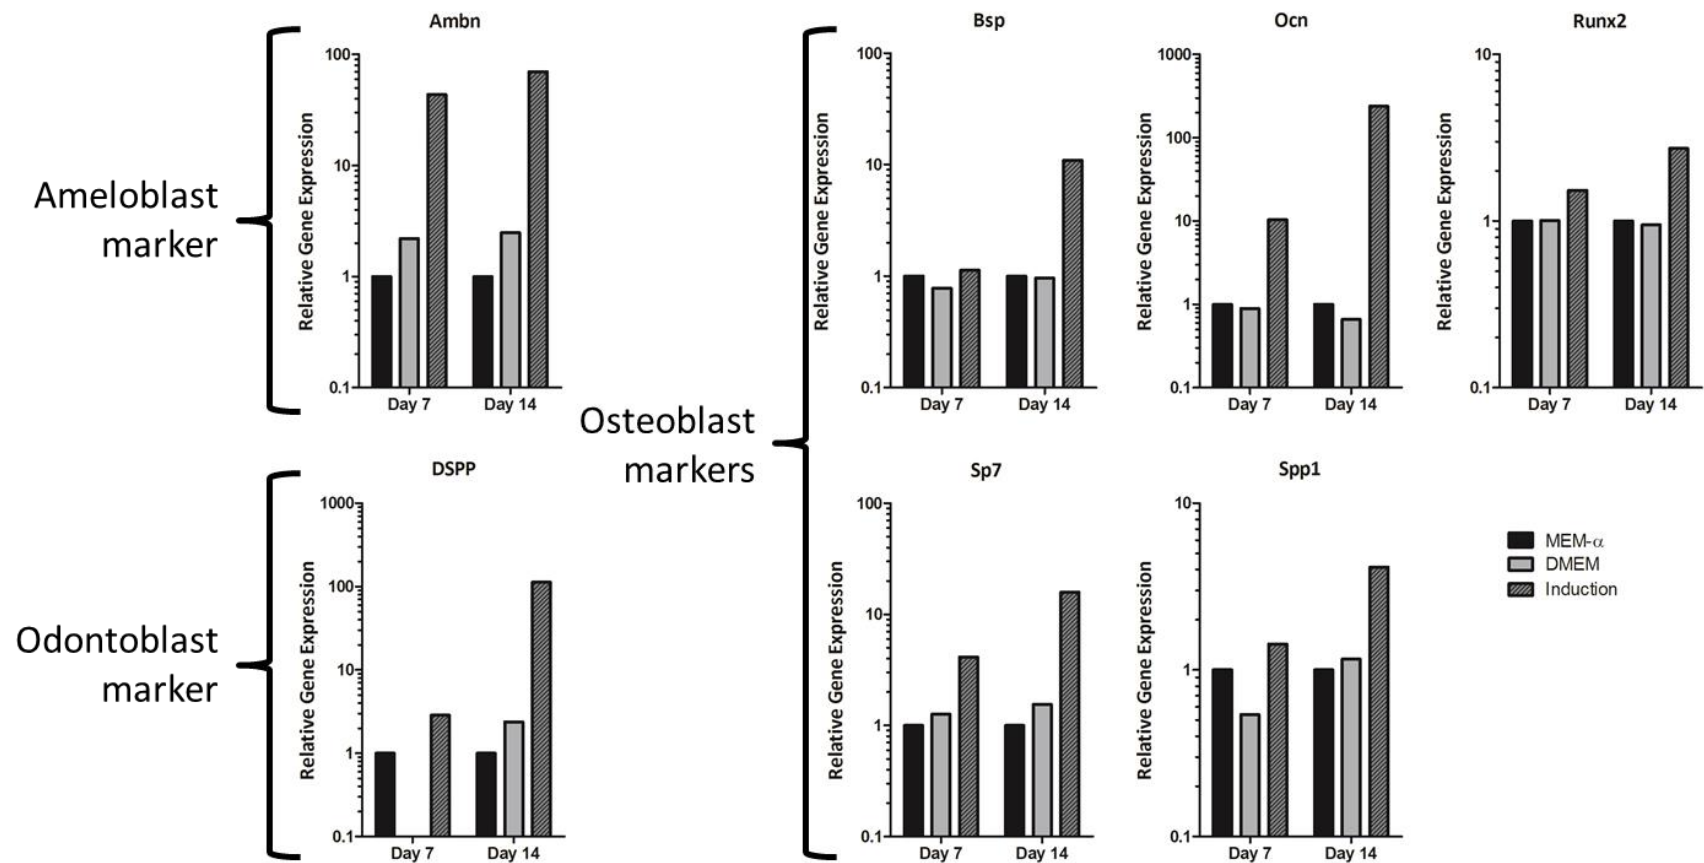 Ameloblast
marker
Ambn
Relative Gene Expression
100
10
1
0.1
Day 7 Day 14
Odontoblast
marker
DSPP
Relative Gene Expression
1000
100
10
1
0.1
Day 7 Day 14
Osteoblast
markers
Bsp
Relative Gene Expression
100
10
1
0.1
Day 7 Day 14
Ocn
Relative Gene Expression
1000
100
10
1
0.1
Day 7 Day 14
Runx2
Relative Gene Expression
10
1
0.1
Day 7 Day 14
Sp7
Relative Gene Expression
100
10
1
0.1
Day 7 Day 14
Spp1
Relative Gene Expression
10
1
0.1
Day 7 Day 14
MEM-α
DMEM
Induction